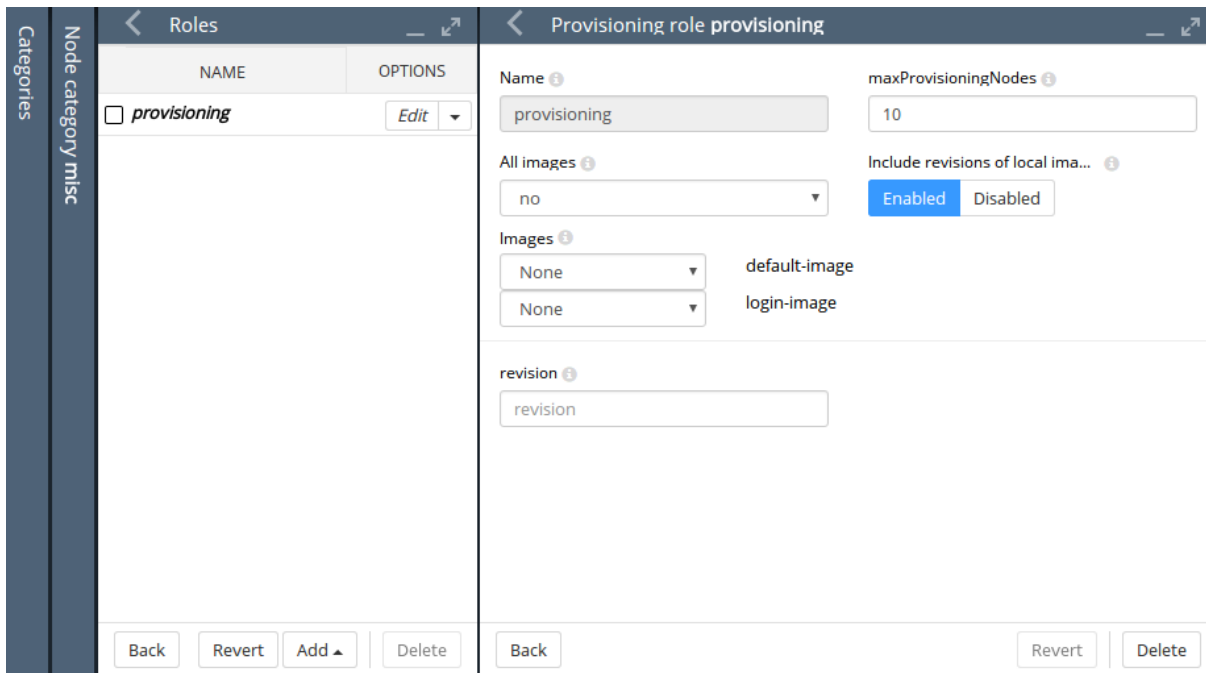 Categories
Node category misc
Roles
NAME OPTIONS
provisioning Edit
Back Revert Add Delete
Provisioning role provisioning
Name maxProvisioningNodes
provisioning 10
All images Include revisions of local ima...
no Enabled Disabled
Images
None default-image
None login-image
revision
revision
Back Revert Delete